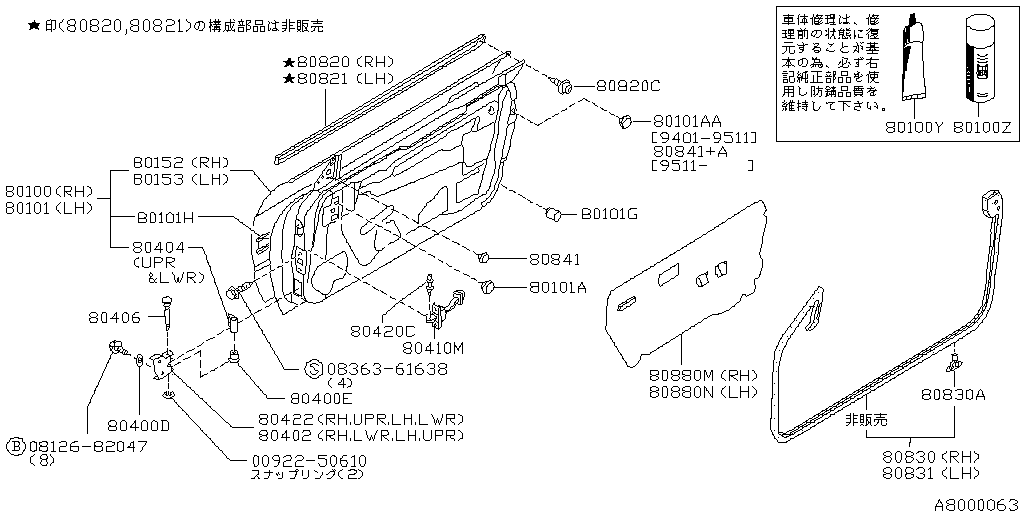 ★印(80820,80821)の構成部品は非販売
★80820 (RH)
★80821 (LH)
車体修理は、修
理前の状態に復
元することが基
本の為、必ず右
記純正部品を使
用し防錆品質を
維持して下さい。
80100Y
80100Z
80820C
80101AA
[9401-9511]
80841+A
[9511-     ]
80152 (RH)
80153 (LH)
80100(RH)
80101(LH)
80101H
80404
(UPR
&LWR)
80101G
80841
80101A
80406
80420C
80410M
S 08363-61638
(4)
80400E
80400D
80422(RH.UPR.LH.LWR)
80402(RH.LWR.LH.UPR)
B 08126-82047
(8)
00922-50610
スナップリング(2)
80880M (RH)
80880N (LH)
80830A
非販売
80830 (RH)
80831 (LH)
A8000063